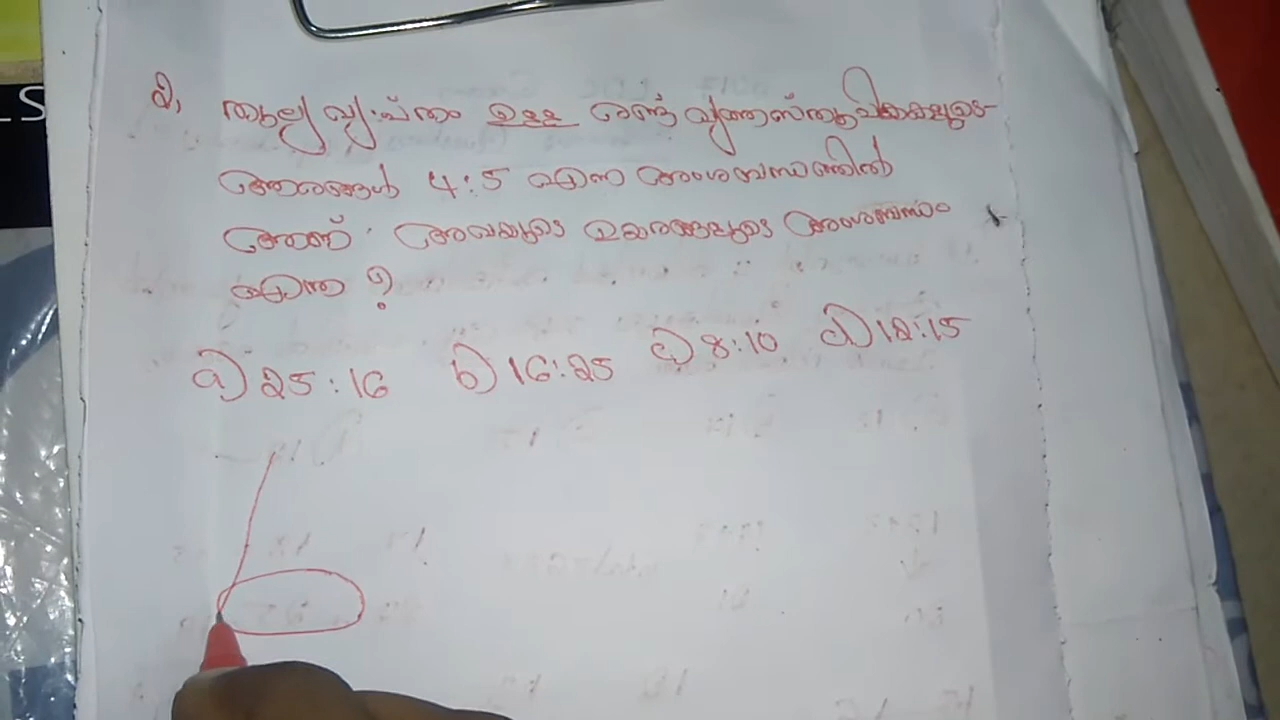 2, തുല്യ വ്യാപ്തം ഉള്ള രണ്ട് വൃത്തസ്തൂപികകളുടെ
ആരങ്ങൾ 4:5 എന്ന അംശബന്ധത്തിൽ
ആണ് അവയുടെ ഉയരങ്ങളുടെ അംശബന്ധം
എന്ത ?
a) 25:16 b) 16:25 c) 8:10 d) 12:15
S